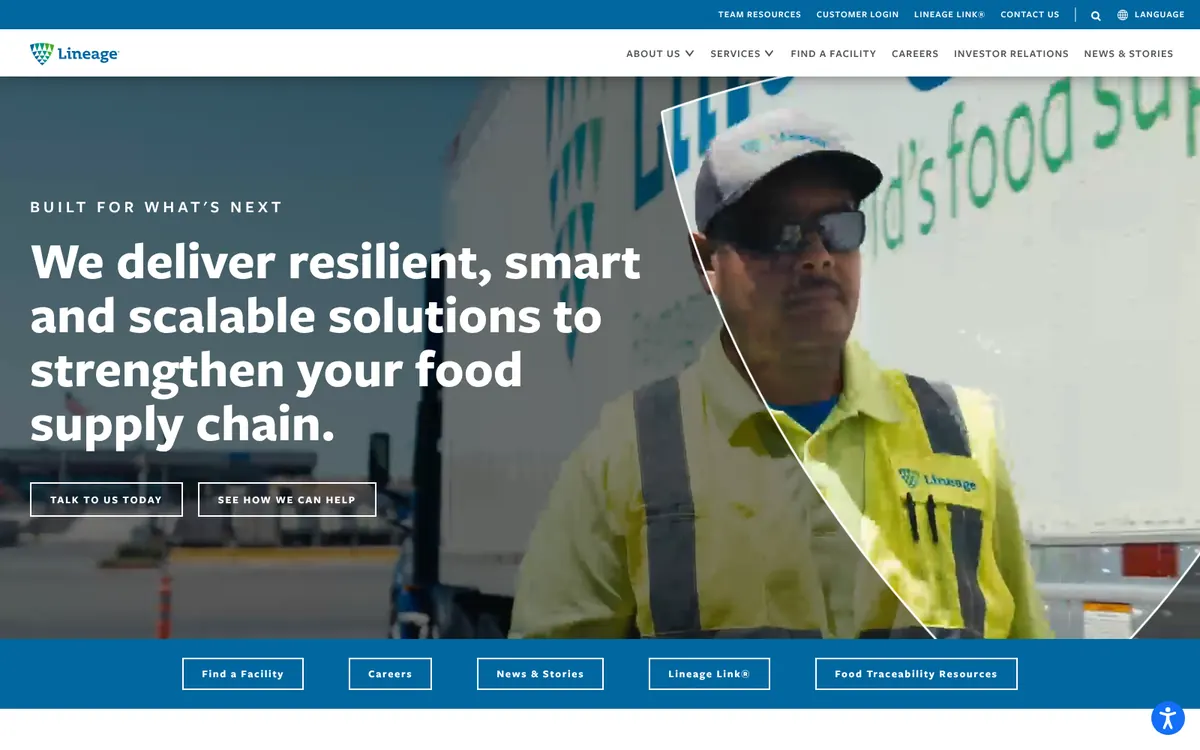 TEAM RESOURCES CUSTOMER LOGIN LINEAGE LINK® CONTACT US LANGUAGE
Lineage
ABOUT US SERVICES FIND A FACILITY CAREERS INVESTOR RELATIONS NEWS & STORIES
BUILT FOR WHAT'S NEXT
We deliver resilient, smart
and scalable solutions to
strengthen your food
supply chain.
TALK TO US TODAY SEE HOW WE CAN HELP
food
Lineage
Find a Facility Careers News & Stories Lineage Link® Food Traceability Resources